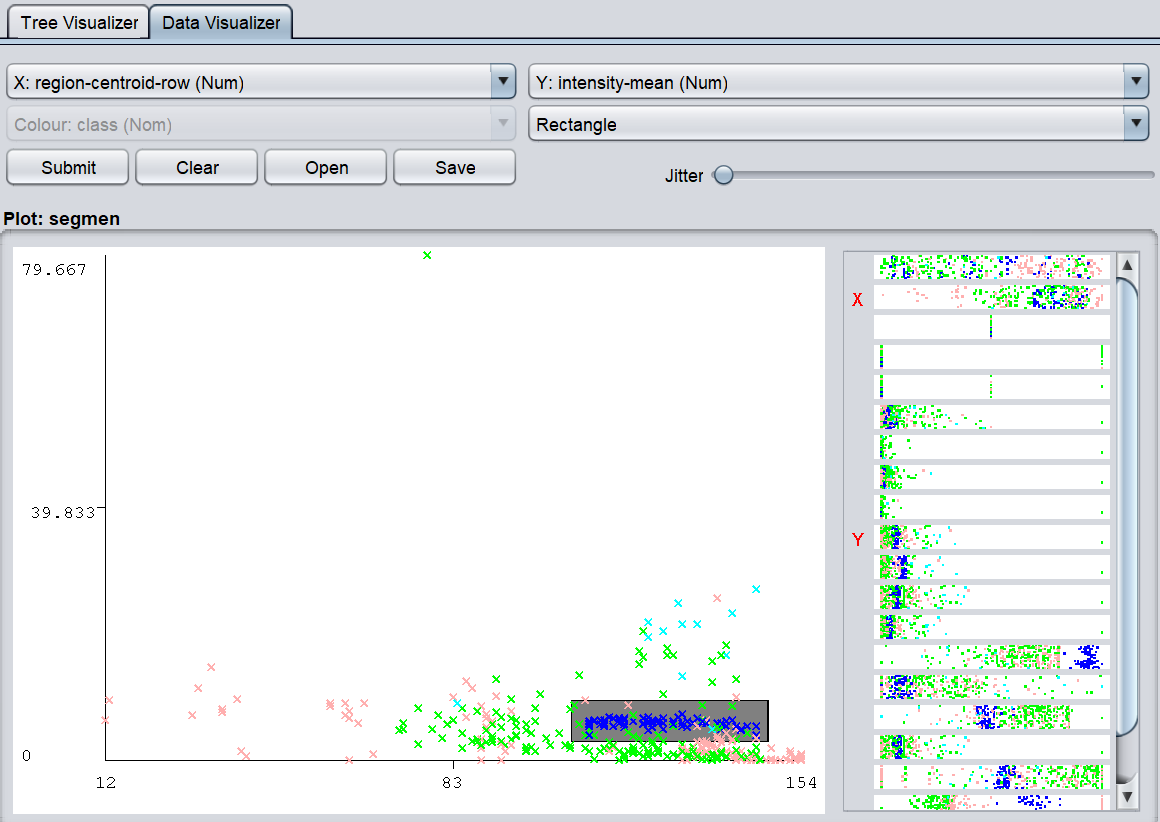 Tree Visualizer Data Visualizer
X: region-centroid-row (Num) Y: intensity-mean (Num)
Colour: class (Nom) Rectangle
Submit Clear Open Save Jitter
Plot: segmen
79.667
X
39.833
Y
0
12 83 154